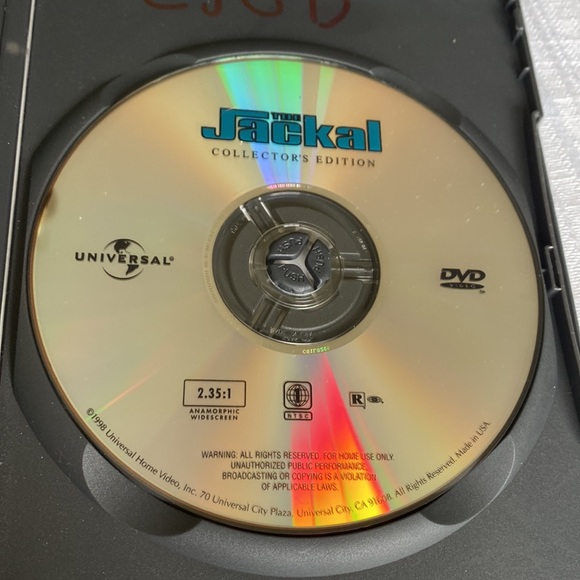 THE
Jackal
COLLECTOR'S EDITION
UNIVERSAL®
DVD
VIDEO
PUSH
2.35:1
ANAMORPHIC
WIDESCREEN
NTSC
R
WARNING: ALL RIGHTS RESERVED. FOR HOME USE ONLY.
UNAUTHORIZED PUBLIC PERFORMANCE,
BROADCASTING OR COPYING IS A VIOLATION
OF APPLICABLE LAWS.
©1998 Universal Home Video, Inc. 70 Universal City Plaza, Universal City, CA 91608. All Rights Reserved. Made in USA.